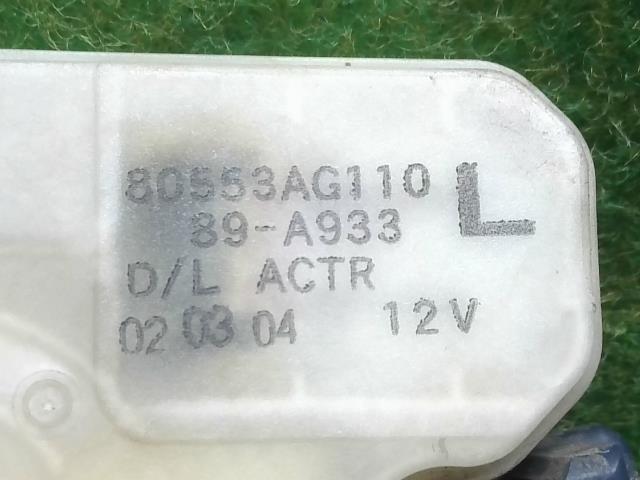 80553AG110 L
89-A933
D/L ACTR
02 03 04 12V